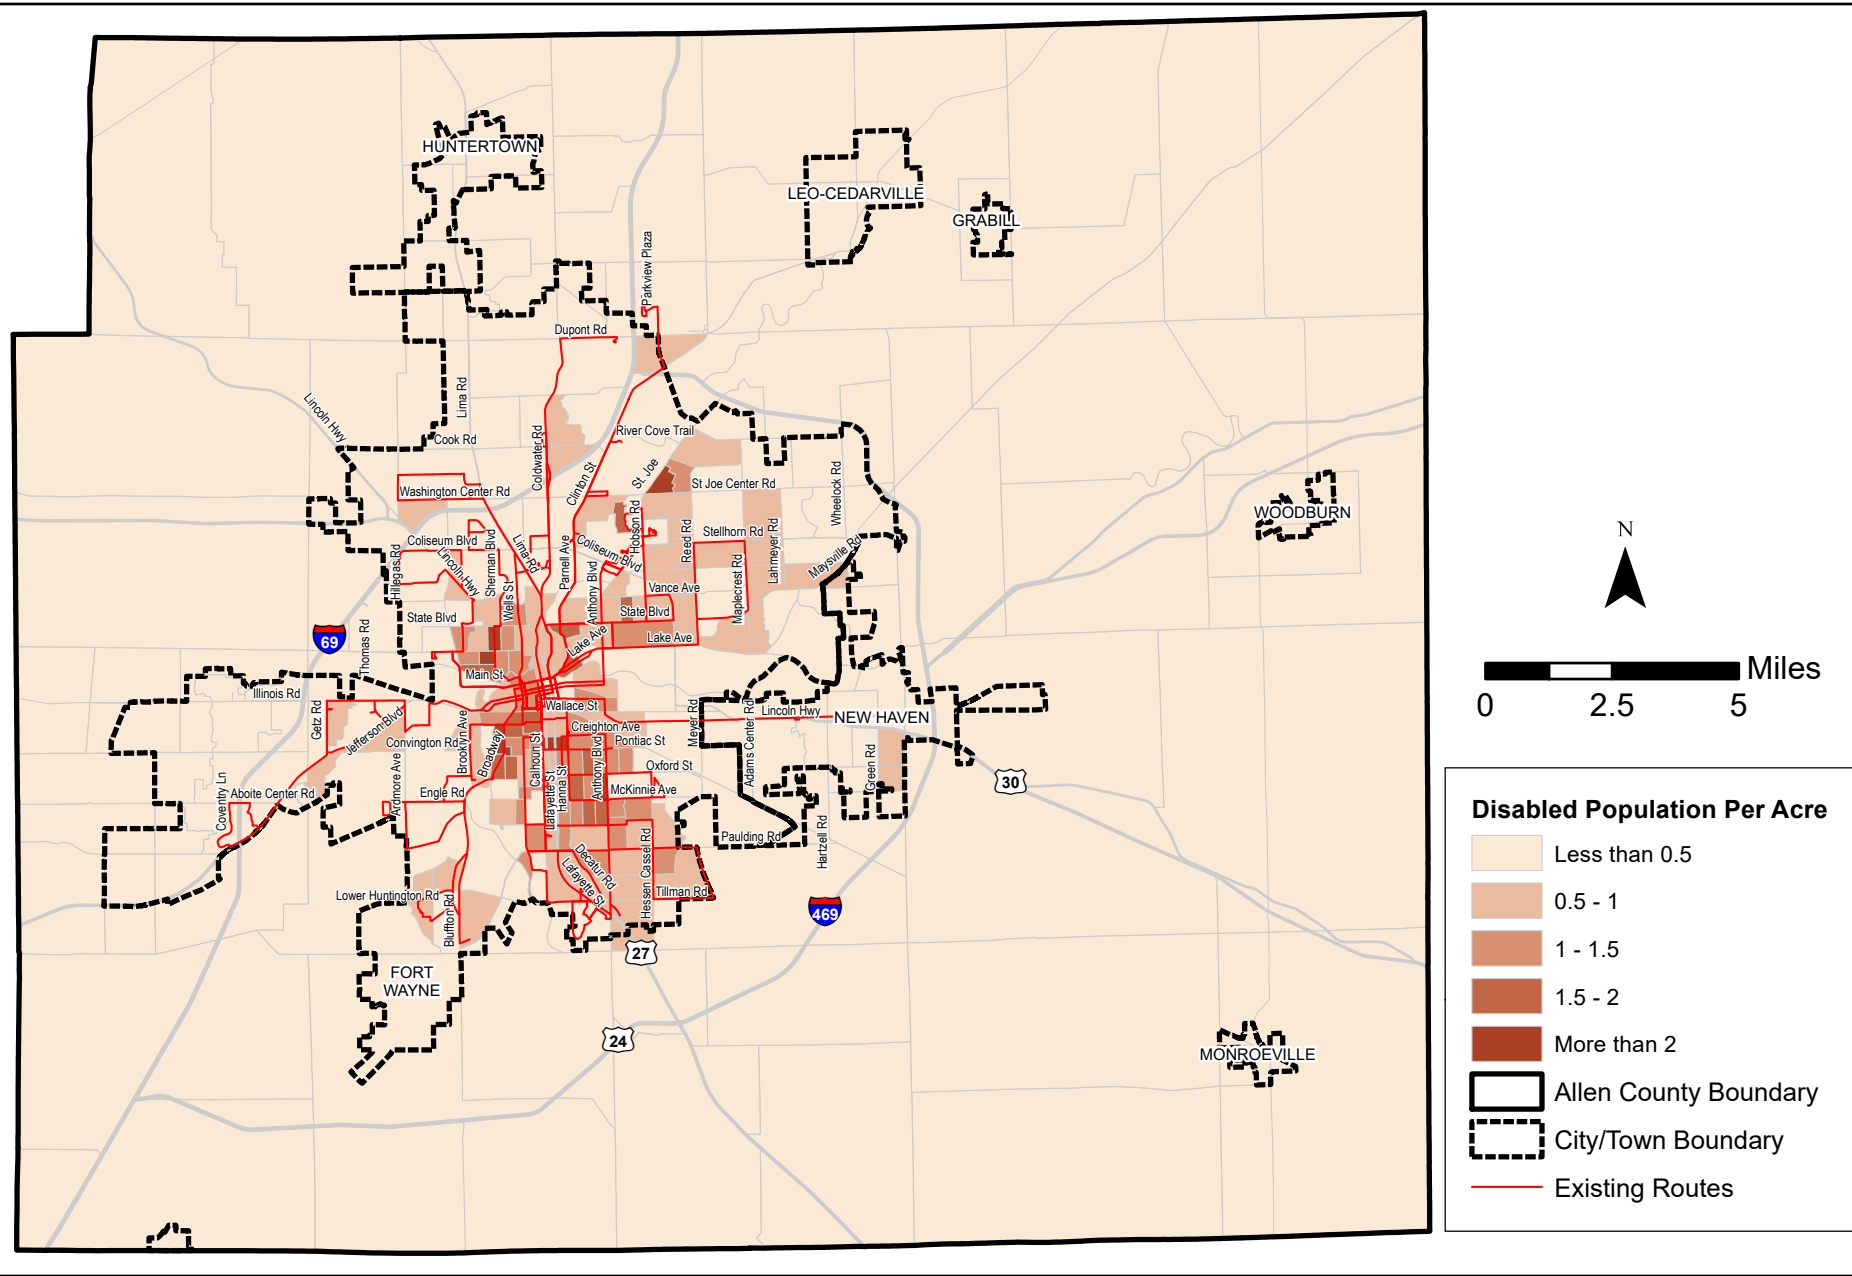 HUNTERTOWN
LEO-CEDARVILLE
GRABILL
Parkview Plaza
Dupont Rd
Lima Rd
Lincoln Hwy
Cook Rd
Coldwater Rd
River Cove Trail
Clinton St
St. Joe
St Joe Center Rd
Wheelock Rd
Washington Center Rd
WOODBURN
Hobson Rd
Reed Rd
Stellhorn Rd
Lahmeyer Rd
Maysville Rd
Coliseum Blvd
Lincoln Hwy
Sherman Blvd
Lima Rd
Parnell Ave
Coliseum Blvd
Hillegas Rd
Wells St
Anthony Blvd
Vance Ave
Maplecrest Rd
State Blvd
State Blvd
Lake Ave
Lake Ave
69
Thomas Rd
Main St
Illinois Rd
Getz Rd
Jefferson Blvd
Convington Rd
Brooklyn Ave
Broadway
Wallace St
Creighton Ave
Pontiac St
Calhoun St
Lafayette St
Hanna St
Anthony Blvd
Oxford St
McKinnie Ave
Meyer Rd
Adams Center Rd
Lincoln Hwy
NEW HAVEN
Green Rd
30
Coventry Ln
Aboite Center Rd
Ardmore Ave
Engle Rd
Paulding Rd
Hartzell Rd
Decatur Rd
Lafayette St
Hessen Cassel Rd
Tillman Rd
Lower Huntington Rd
Bluffton Rd
469
27
FORT
WAYNE
24
MONROEVILLE
N
Miles
0 2.5 5
Disabled Population Per Acre
Less than 0.5
0.5 - 1
1 - 1.5
1.5 - 2
More than 2
Allen County Boundary
City/Town Boundary
Existing Routes